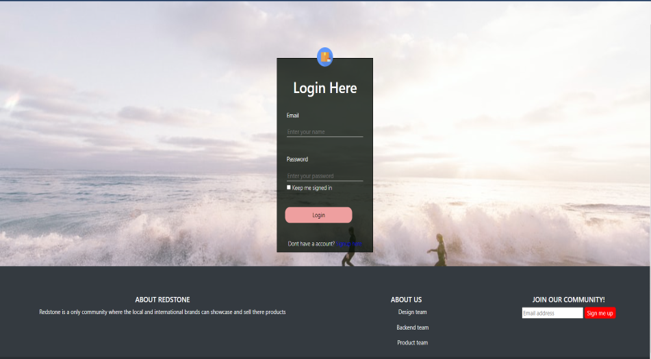 Login Here
Email
Enter your name
Password
Enter your password
Keep me signed in
Login
Dont have a account?
ABOUT REDSTONE
Redstone is a only community where the local and international brands can showcase and sell there products
ABOUT US
Design team
Backend team
Product team
JOIN OUR COMMUNITY!
Email address
Sign me up